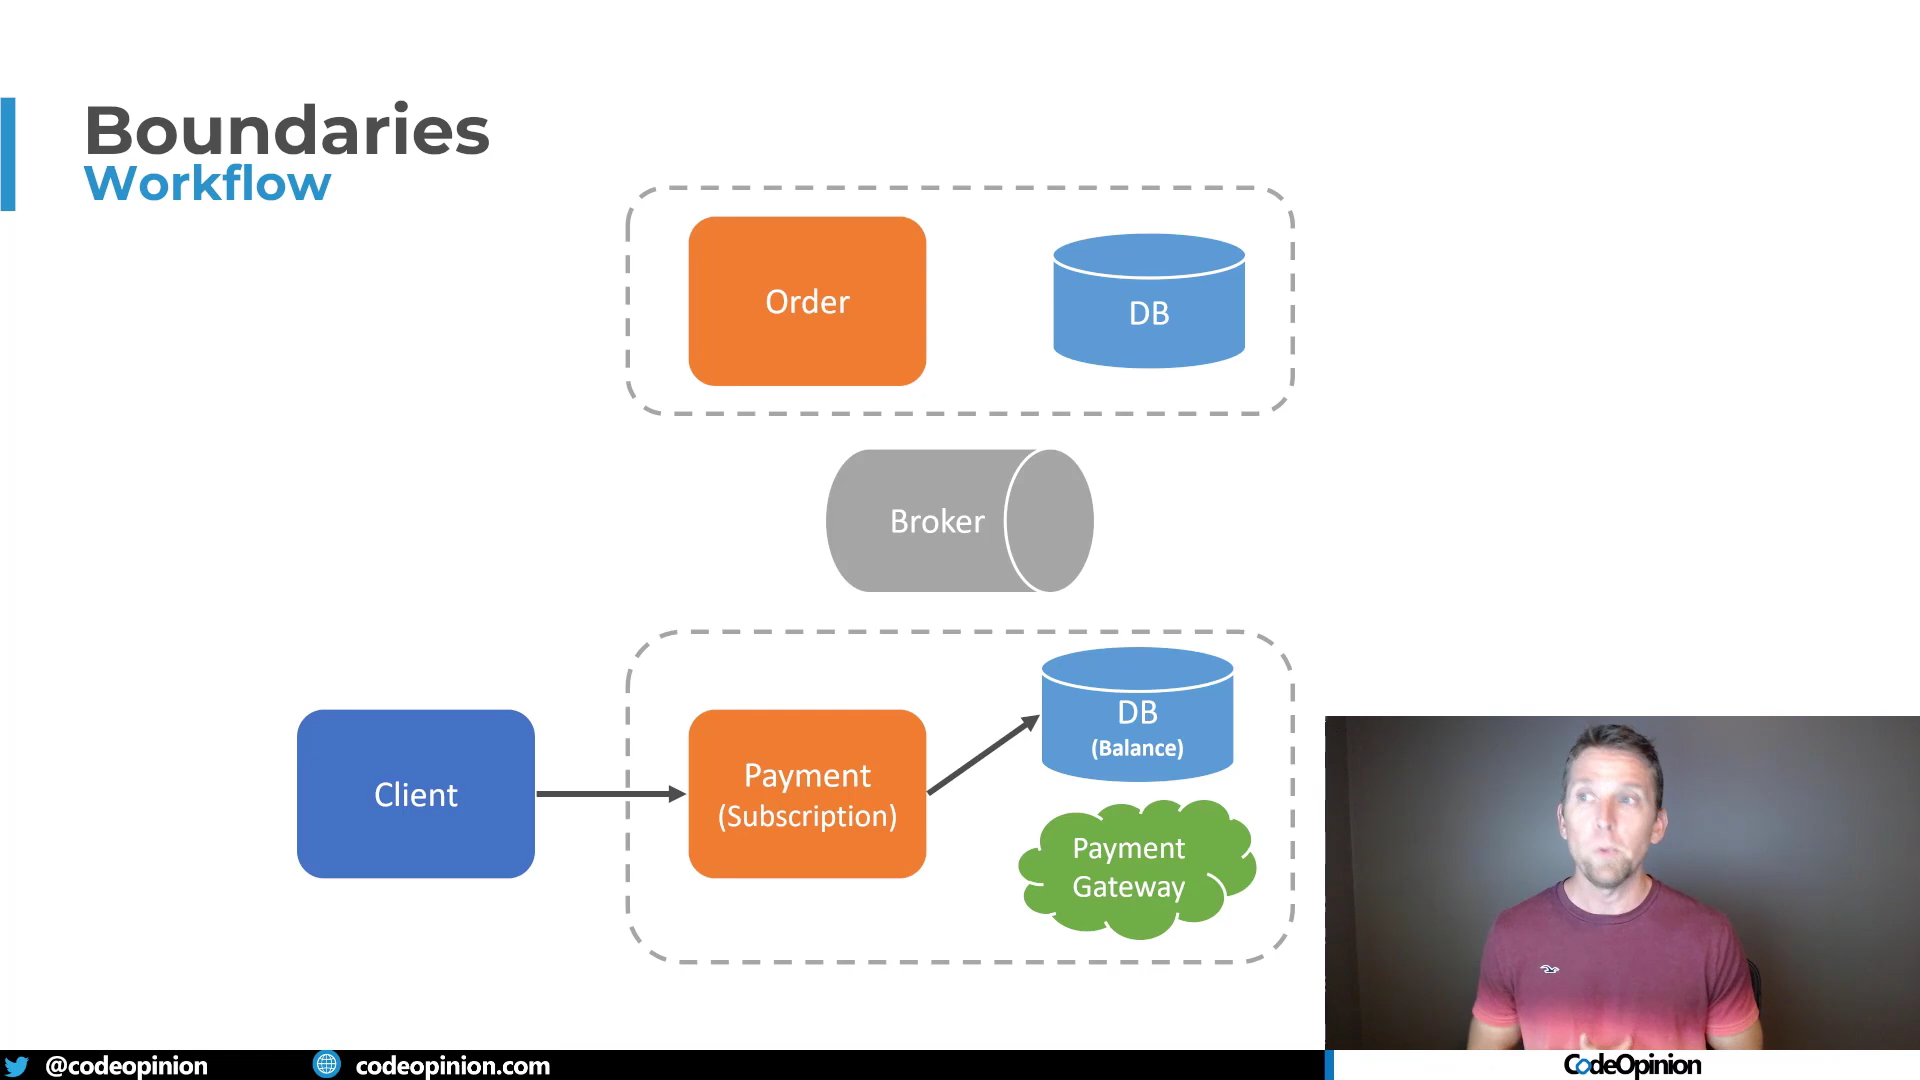 Boundaries
Workflow
Order
DB
Broker
Client
Payment
(Subscription)
DB
(Balance)
Payment
Gateway
@codeopinion
codeopinion.com
CodeOpinion